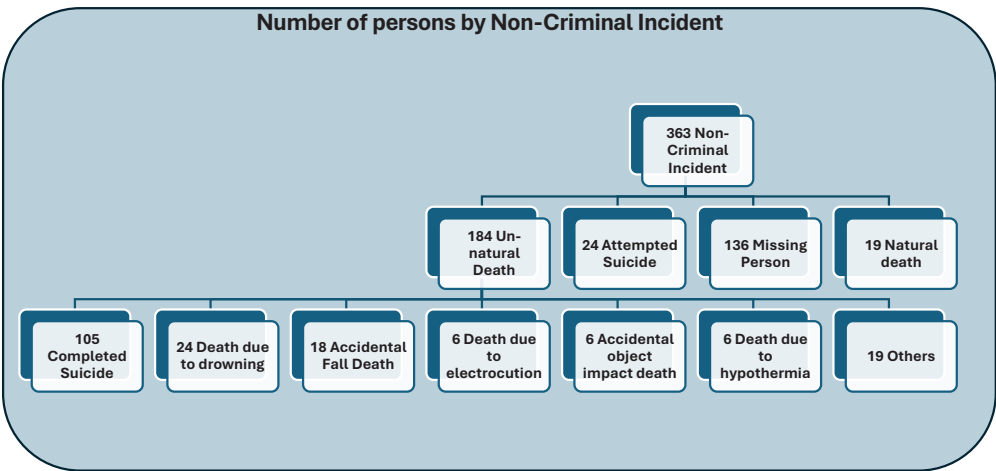 Number of persons by Non-Criminal Incident
363 Non-
Criminal
Incident
184 Un-
natural
Death
24 Attempted
Suicide
136 Missing
Person
19 Natural
death
105
Completed
Suicide
24 Death due
to drowning
18 Accidental
Fall Death
6 Death due
to
electrocution
6 Accidental
object
impact death
6 Death due
to
hypothermia
19 Others